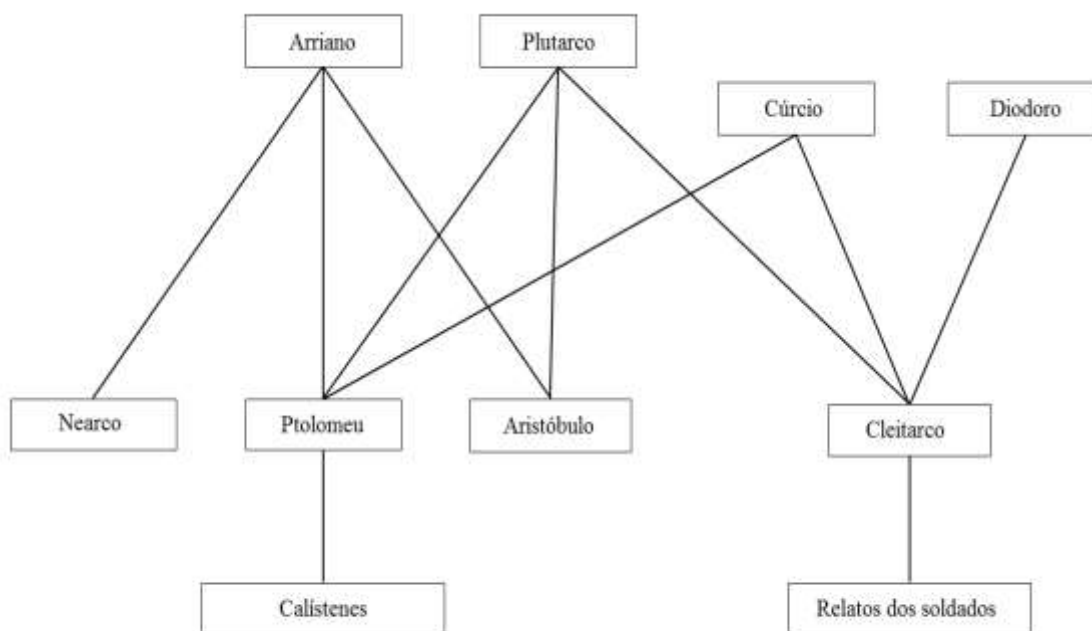 Arriano
Plutarco
Cúrcio
Diodoro
Nearco
Ptolomeu
Aristóbulo
Cleitarco
Calístenes
Relatos dos soldados